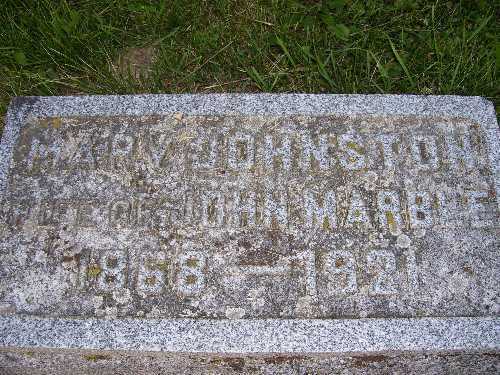 MARY JOHNSTON
WIFE OF JOHN MARBLE
1868 — 1921